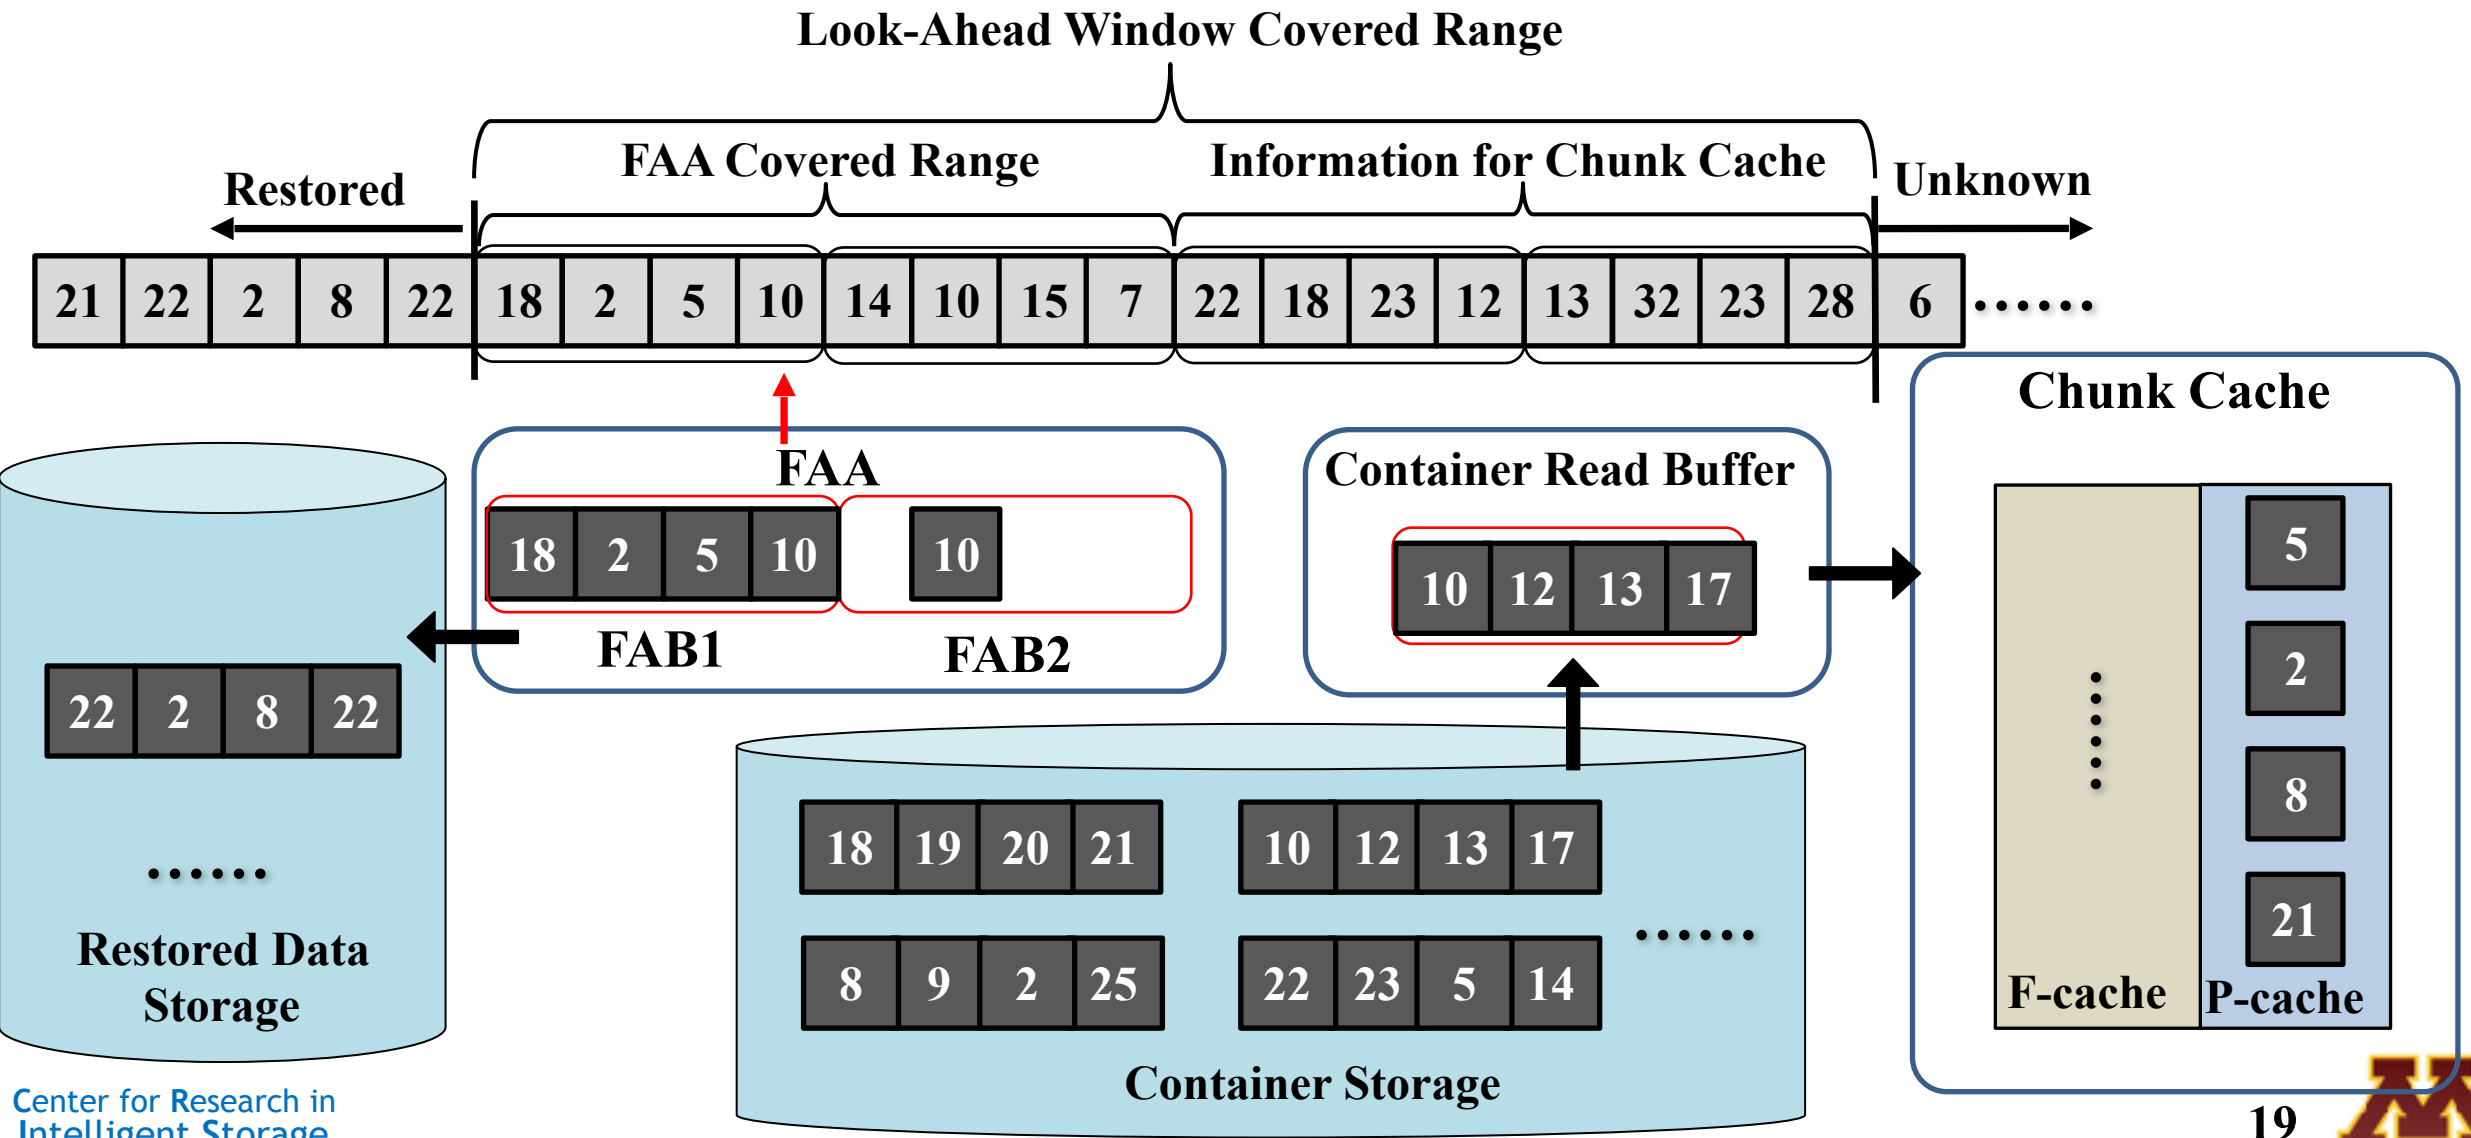 Look-Ahead Window Covered Range
FAA Covered Range
Information for Chunk Cache
Restored
Unknown
21 22 2 8 22 18 2 5 10 14 10 15 7 22 18 23 12 13 32 23 28 6 ......
Chunk Cache
FAA
Container Read Buffer
18 2 5 10
10
10 12 13 17
5
2
8
21
FAB1
FAB2
22 2 8 22
......
......
18 19 20 21
10 12 13 17
8 9 2 25
22 23 5 14
......
Restored Data
Storage
F-cache
P-cache
Container Storage
Center for Research in
Intelligent Storage
19